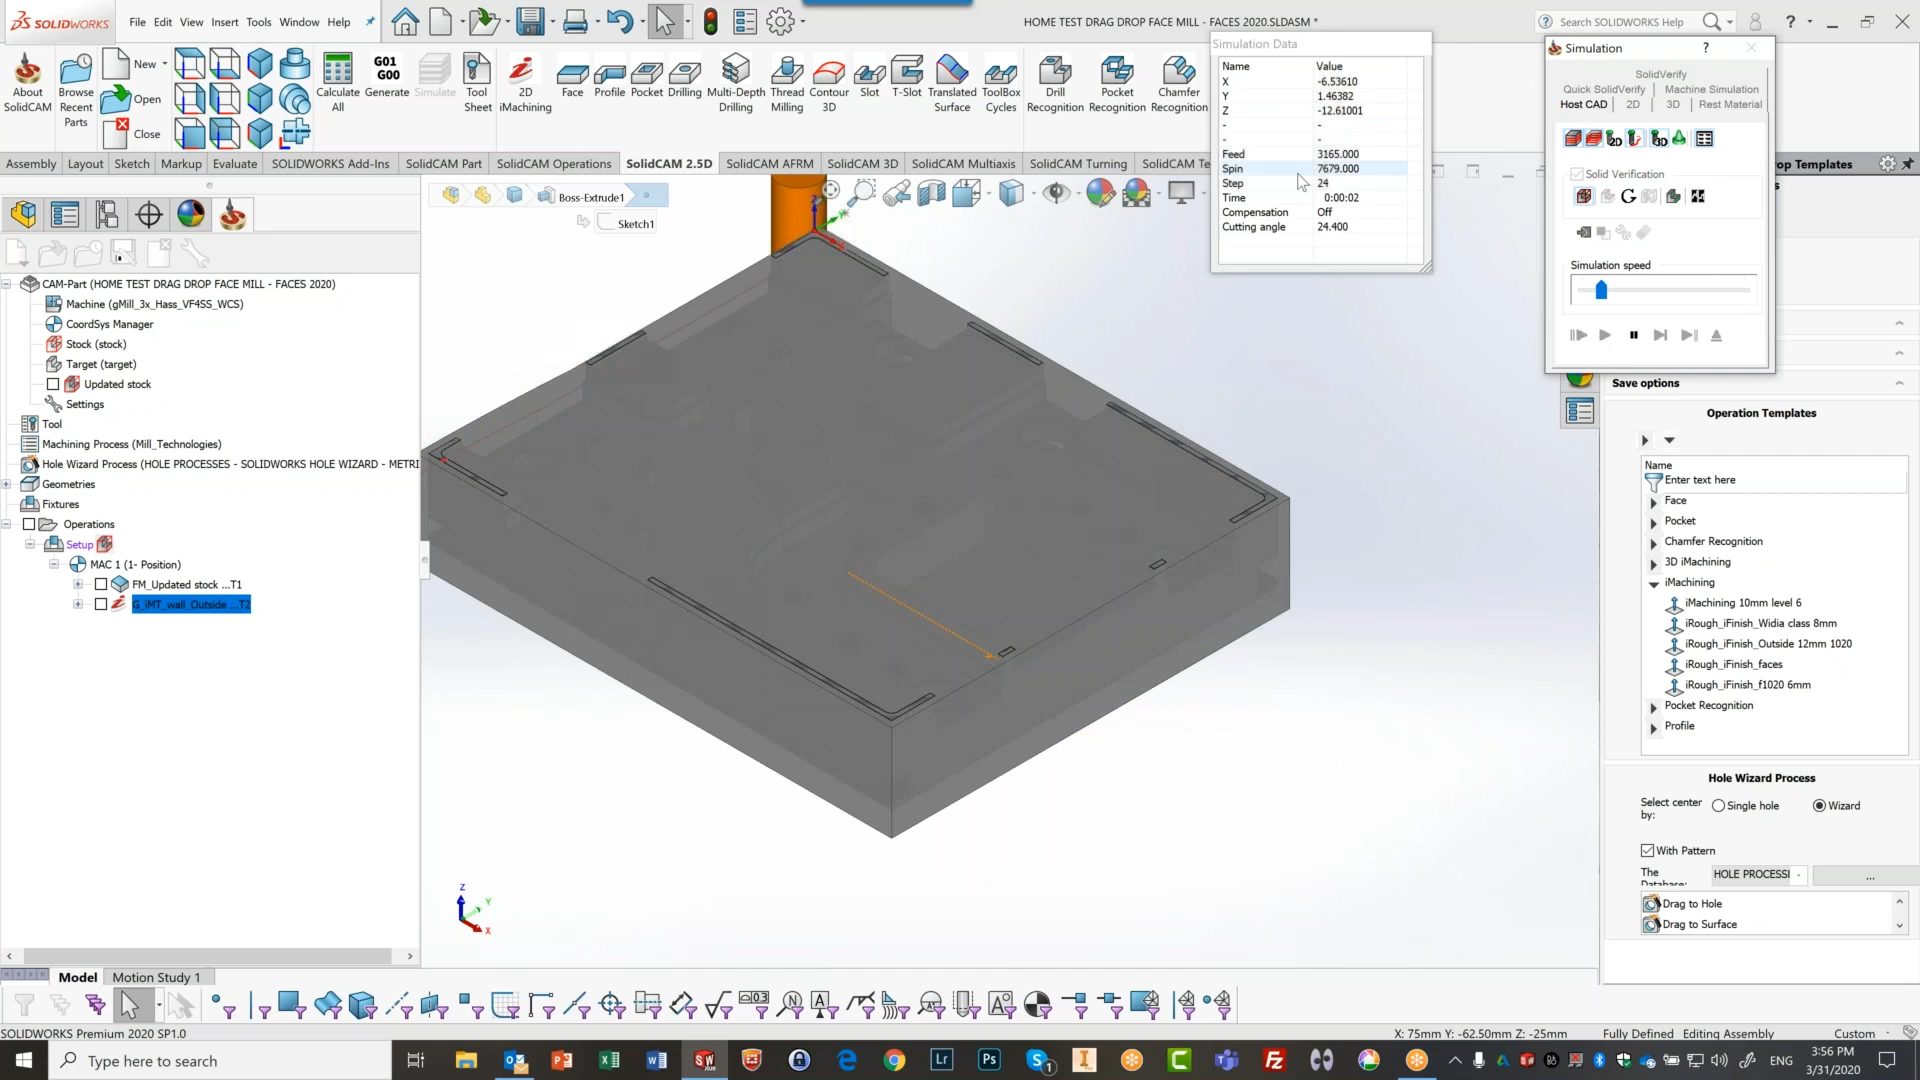 SOLIDWORKS
File Edit View Insert Tools Window Help
HOME TEST DRAG DROP FACE MILL - FACES 2020.SLDASM *
Search SOLIDWORKS Help
About SolidCAM
Browse Recent Parts
New
Open
Close
Calculate All
G01 G00 Generate
Simulate
Tool Sheet
2D iMachining
Face
Profile
Pocket
Drilling
Multi-Depth Drilling
Thread Milling
Contour 3D
Slot
T-Slot
Translated Surface
ToolBox Cycles
Drill Recognition
Pocket Recognition
Chamfer Recognition
Assembly Layout Sketch Markup Evaluate SOLIDWORKS Add-Ins SolidCAM Part SolidCAM Operations SolidCAM 2.5D SolidCAM AFRM SolidCAM 3D SolidCAM Multiaxis SolidCAM Turning SolidCAM Te
Boss-Extrude1
Sketch1
CAM-Part (HOME TEST DRAG DROP FACE MILL - FACES 2020)
Machine (gMill_3x_Hass_VF4SS_WCS)
CoordSys Manager
Stock (stock)
Target (target)
Updated stock
Settings
Tool
Machining Process (Mill_Technologies)
Hole Wizard Process (HOLE PROCESSES - SOLIDWORKS HOLE WIZARD - METRI
Geometries
Fixtures
Operations
Setup
MAC 1 (1- Position)
FM_Updated stock ...T1
G_iMT_wall_Outside ...T2
Simulation Data
Name Value
X -6.53610
Y 1.46382
Z -12.61001
- -
- -
Feed 3165.000
Spin 7679.000
Step 24
Time 0:00:02
Compensation Off
Cutting angle 24.400
Simulation
SolidVerify
Quick SolidVerify Machine Simulation
Host CAD 2D 3D Rest Material
2D 3D
Solid Verification
Simulation speed
op Templates
Save options
Operation Templates
Name
Enter text here
Face
Pocket
Chamfer Recognition
3D iMachining
iMachining
iMachining 10mm level 6
iRough_iFinish_Widia class 8mm
iRough_iFinish_Outside 12mm 1020
iRough_iFinish_faces
iRough_iFinish_f1020 6mm
Pocket Recognition
Profile
Hole Wizard Process
Select center by:
Single hole
Wizard
With Pattern
The Database:
HOLE PROCESSI
...
Drag to Hole
Drag to Surface
Z
Y
X
Model Motion Study 1
SOLIDWORKS Premium 2020 SP1.0
X: 75mm Y: -62.50mm Z: -25mm
Fully Defined
Editing Assembly
Custom
Type here to search
Lr
Ps
ENG
3:56 PM
3/31/2020